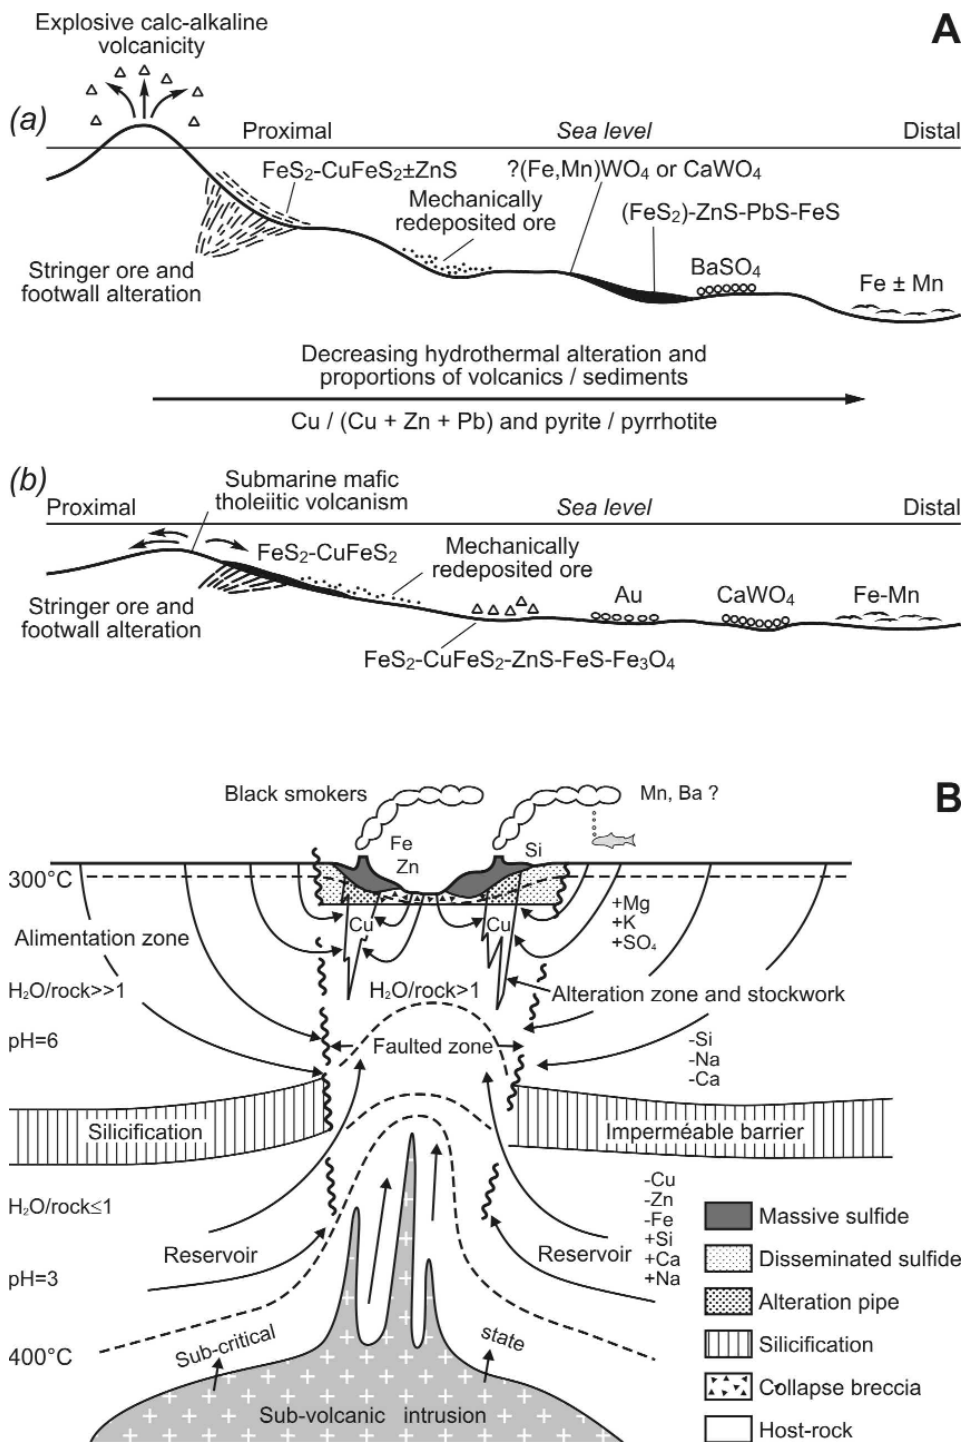 Explosive calc-alkaline
volcanicity
A
(a)
Proximal
Sea level
Distal
FeS₂-CuFeS₂±ZnS
?(Fe,Mn)WO₄ or CaWO₄
Mechanically
redeposited ore
(FeS₂)-ZnS-PbS-FeS
BaSO₄
Stringer ore and
footwall alteration
Fe ± Mn
Decreasing hydrothermal alteration and
proportions of volcanics / sediments
Cu / (Cu + Zn + Pb) and pyrite / pyrrhotite
(b)
Submarine mafic
tholeiitic volcanism
Proximal
Sea level
Distal
FeS₂-CuFeS₂
Mechanically
redeposited ore
Stringer ore and
footwall alteration
Au
CaWO₄
Fe-Mn
FeS₂-CuFeS₂-ZnS-FeS-Fe₃O₄
B
Black smokers
Mn, Ba ?
Fe
Zn
Si
300°C
Cu
Cu
+Mg
+K
+SO₄
Alimentation zone
H₂O/rock>>1
H₂O/rock>1
Alteration zone and stockwork
pH=6
Faulted zone
-Si
-Na
-Ca
Silicification
Imperméable barrier
H₂O/rock≤1
-Cu
-Zn
-Fe
+Si
+Ca
+Na
Reservoir
Reservoir
pH=3
400°C
Sub-critical
state
Sub-volcanic intrusion
Massive sulfide
Disseminated sulfide
Alteration pipe
Silicification
Collapse breccia
Host-rock